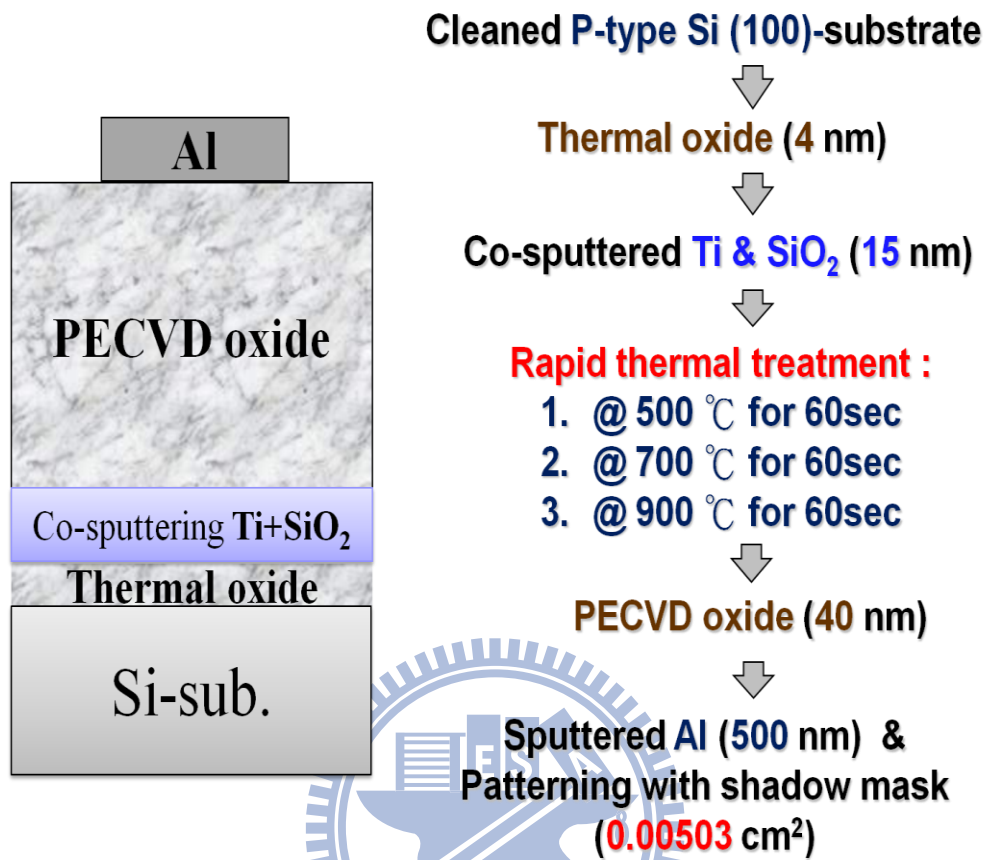 Al
PECVD oxide
Co-sputtering Ti+SiO₂
Thermal oxide
Si-sub.
Cleaned P-type Si (100)-substrate
Thermal oxide (4 nm)
Co-sputtered Ti & SiO₂ (15 nm)
Rapid thermal treatment :
1. @ 500 ℃ for 60sec
2. @ 700 ℃ for 60sec
3. @ 900 ℃ for 60sec
PECVD oxide (40 nm)
Sputtered Al (500 nm) &
Patterning with shadow mask
(0.00503 cm²)